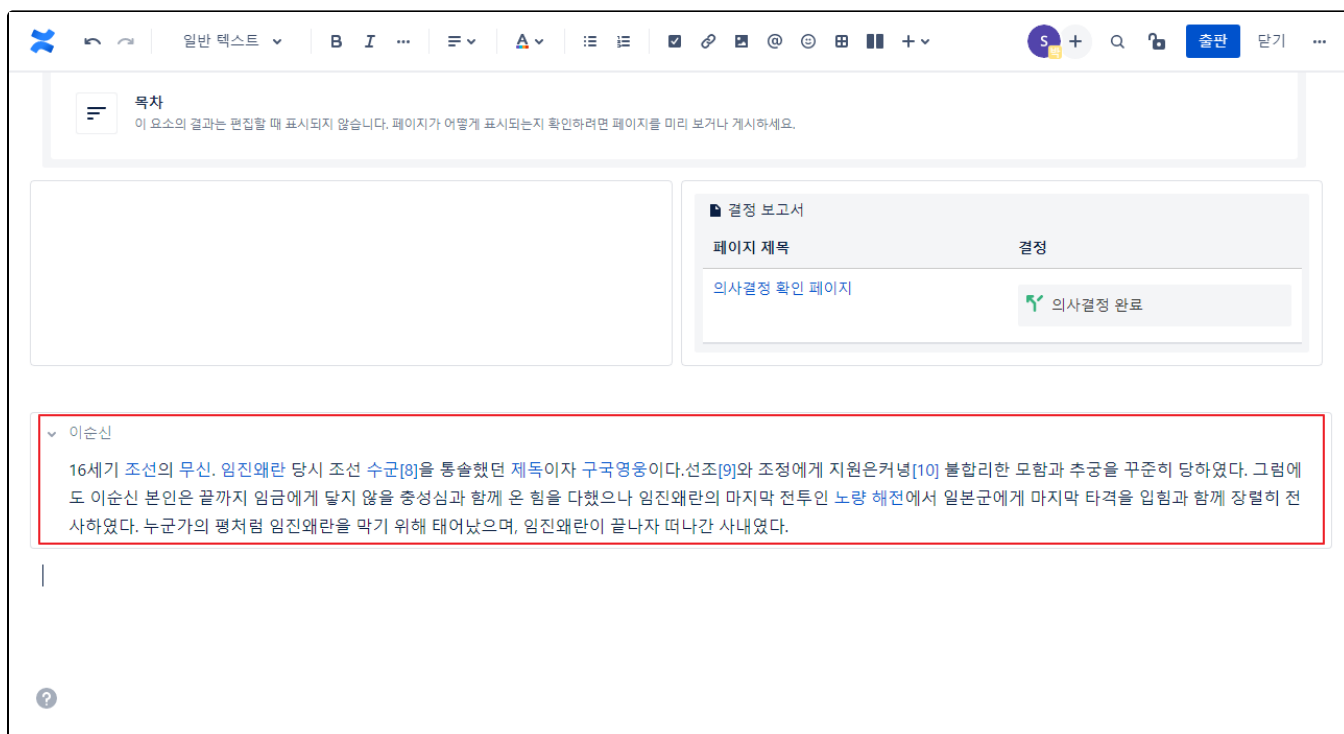 일반 텍스트
B I
A
@
S
출판 닫기
목차
이 요소의 결과는 편집할 때 표시되지 않습니다. 페이지가 어떻게 표시되는지 확인하려면 페이지를 미리 보거나 게시하세요.
결정 보고서
페이지 제목 결정
의사결정 확인 페이지
의사결정 완료
이순신
16세기 조선의 무신. 임진왜란 당시 조선 수군[8]을 통솔했던 제독이자 구국영웅이다.선조[9]와 조정에게 지원은커녕[10] 불합리한 모함과 추궁을 꾸준히 당하였다. 그럼에
도 이순신 본인은 끝까지 임금에게 닿지 않을 충성심과 함께 온 힘을 다했으나 임진왜란의 마지막 전투인 노량 해전에서 일본군에게 마지막 타격을 입힘과 함께 장렬히 전
사하였다. 누군가의 평처럼 임진왜란을 막기 위해 태어났으며, 임진왜란이 끝나자 떠나간 사내였다.
?